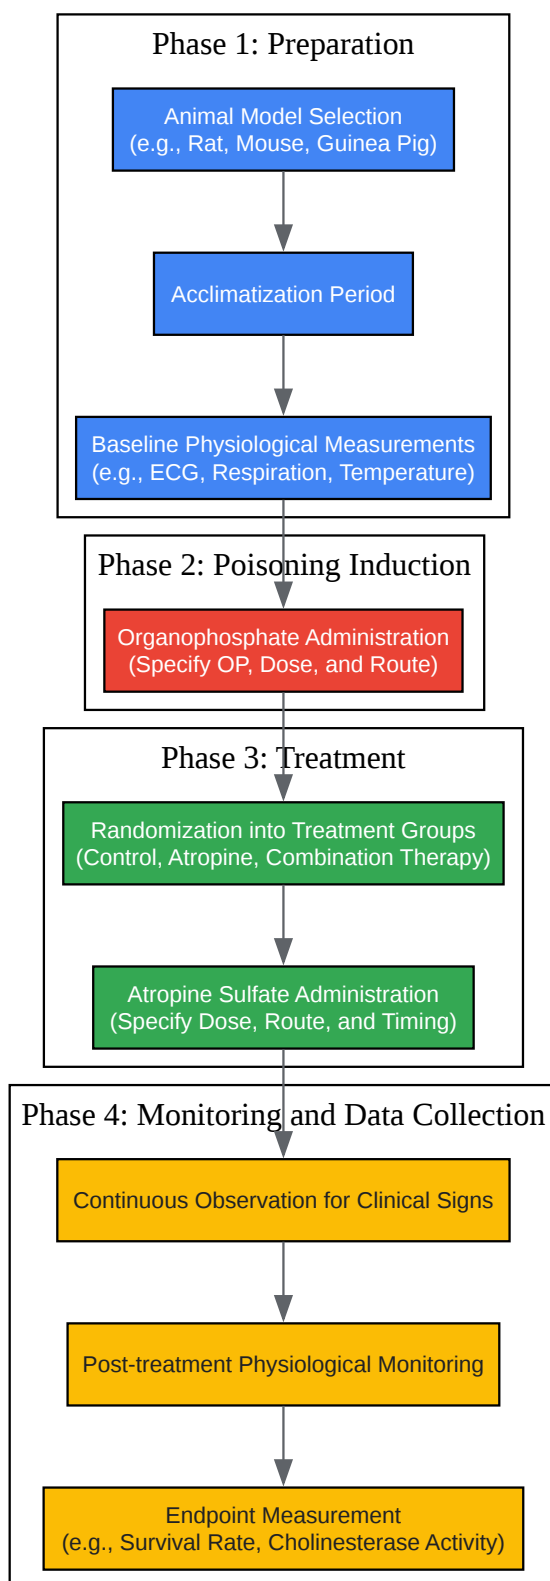 Phase 1: Preparation
Animal Model Selection
(e.g., Rat, Mouse, Guinea Pig)
Acclimatization Period
Baseline Physiological Measurements
(e.g., ECG, Respiration, Temperature)
Phase 2: Poisoning Induction
Organophosphate Administration
(Specify OP, Dose, and Route)
Phase 3: Treatment
Randomization into Treatment Groups
(Control, Atropine, Combination Therapy)
Atropine Sulfate Administration
(Specify Dose, Route, and Timing)
Phase 4: Monitoring and Data Collection
Continuous Observation for Clinical Signs
Post-treatment Physiological Monitoring
Endpoint Measurement
(e.g., Survival Rate, Cholinesterase Activity)